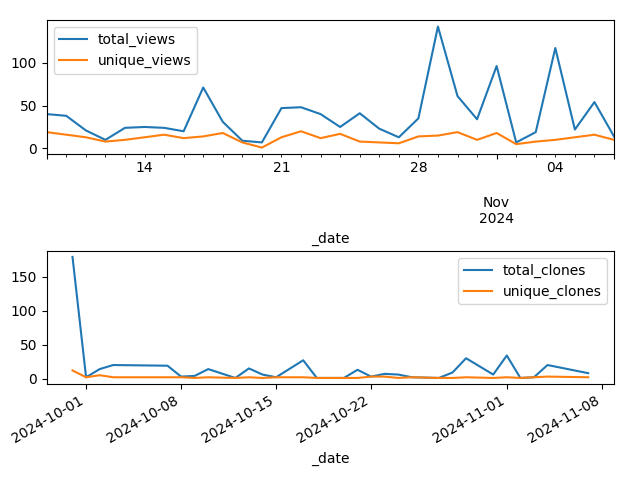 total_views
unique_views
100
50
0
14
21
28
04
Nov
2024
_date
total_clones
unique_clones
150
100
50
0
2024-10-01
2024-10-08
2024-10-15
2024-10-22
2024-11-01
2024-11-08
_date